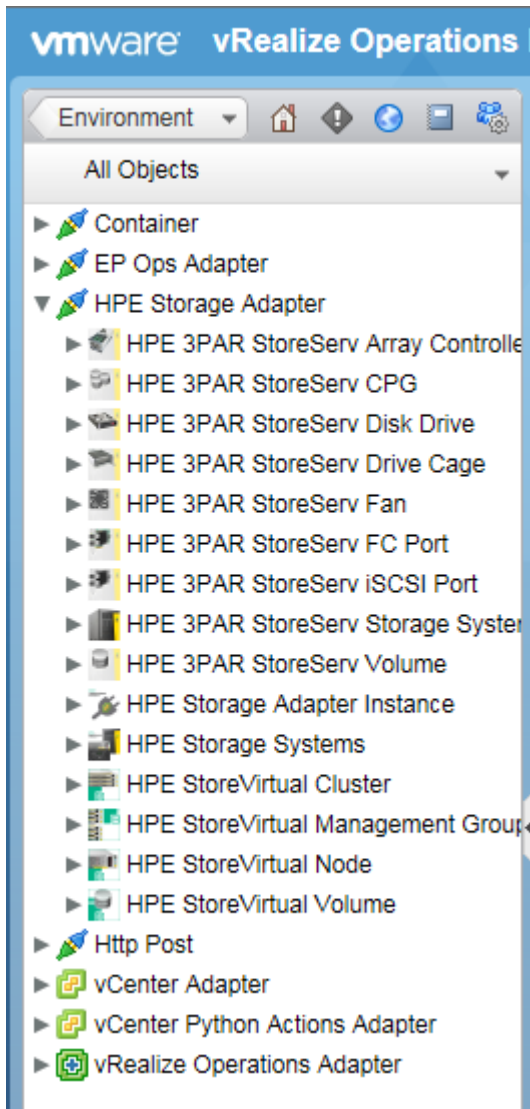 vmware vRealize Operations
Environment
All Objects
Container
EP Ops Adapter
HPE Storage Adapter
HPE 3PAR StoreServ Array Controlle
HPE 3PAR StoreServ CPG
HPE 3PAR StoreServ Disk Drive
HPE 3PAR StoreServ Drive Cage
HPE 3PAR StoreServ Fan
HPE 3PAR StoreServ FC Port
HPE 3PAR StoreServ iSCSI Port
HPE 3PAR StoreServ Storage System
HPE 3PAR StoreServ Volume
HPE Storage Adapter Instance
HPE Storage Systems
HPE StoreVirtual Cluster
HPE StoreVirtual Management Group
HPE StoreVirtual Node
HPE StoreVirtual Volume
Http Post
vCenter Adapter
vCenter Python Actions Adapter
vRealize Operations Adapter